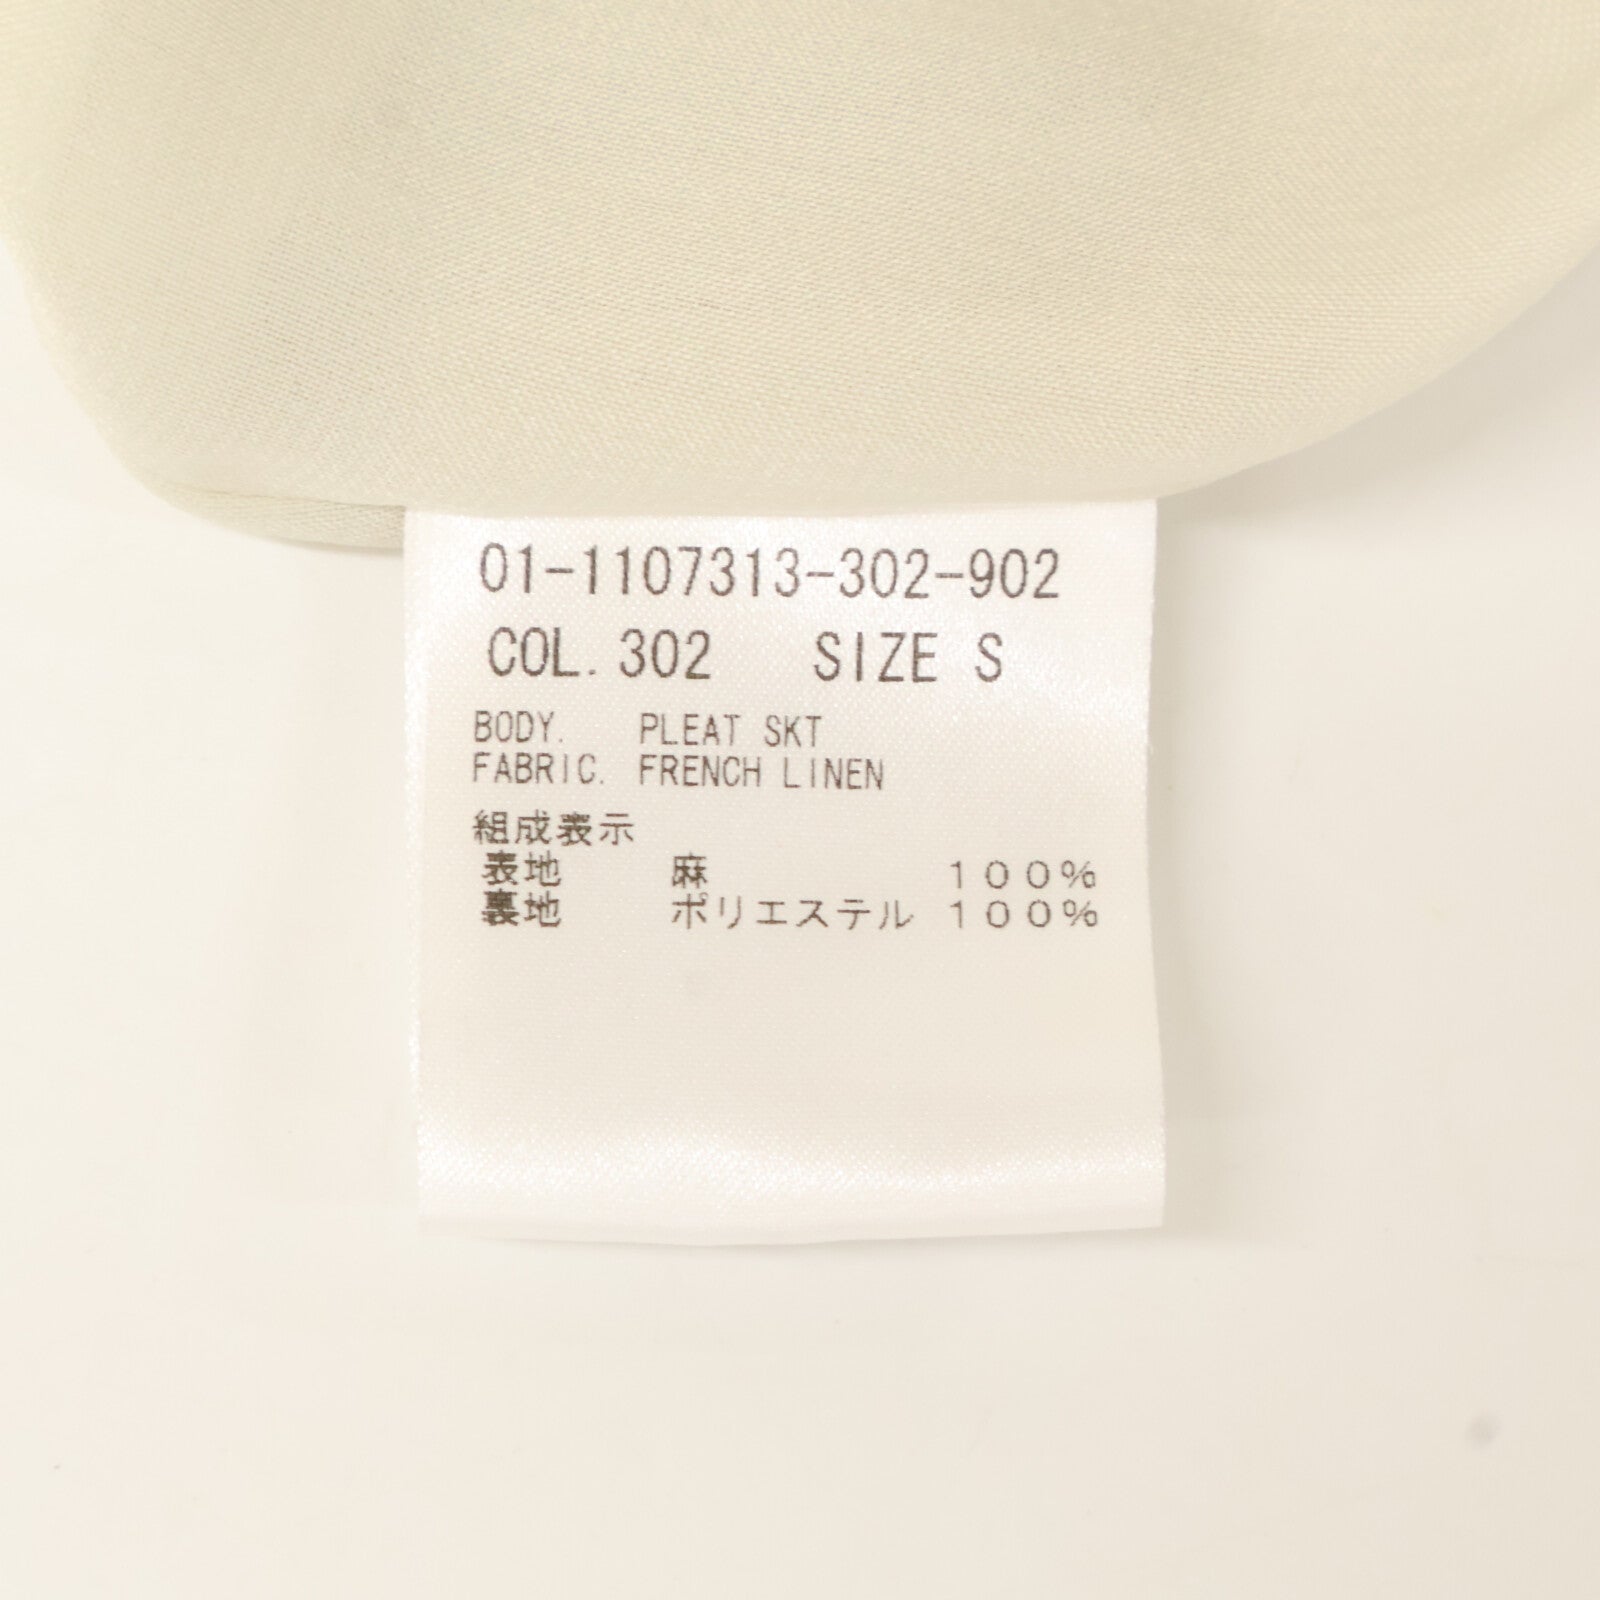 01-1107313-302-902
COL. 302 SIZE S
BODY. PLEAT SKT
FABRIC. FRENCH LINEN
組成表示
表地 麻 100%
裏地 ポリエステル 100%